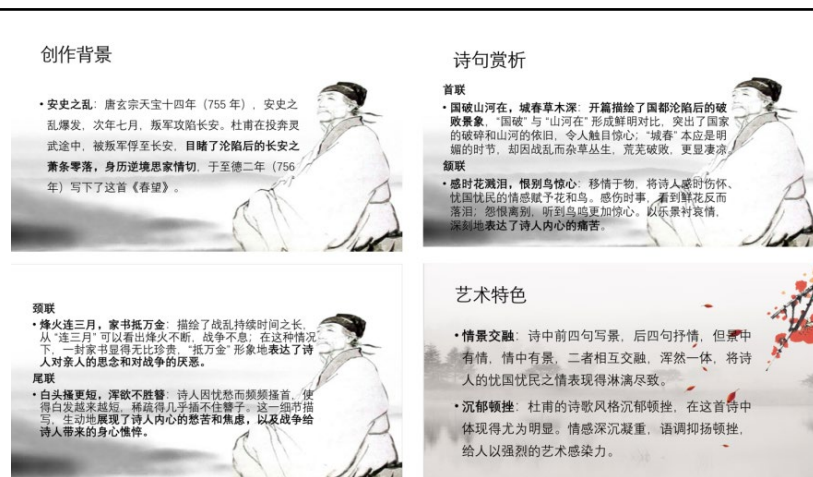 创作背景
• 安史之乱：唐玄宗天宝十四年（755 年），安史之
乱爆发，次年七月，叛军攻陷长安。杜甫在投奔灵
武途中，被叛军俘至长安，目睹了沦陷后的长安之
萧条零落，身历逆境思家情切，于至德二年（756
年）写下了这首《春望》。
诗句赏析
首联
• 国破山河在，城春草木深：开篇描绘了国都沦陷后的破
败景象，“国破” 与 “山河在” 形成鲜明对比，突出了国家
的破碎和山河的依旧，令人触目惊心；“城春” 本应是明
媚的时节，却因战乱而杂草丛生，荒芜破败，更显凄凉
颔联
• 感时花溅泪，恨别鸟惊心：移情于物，将诗人感时伤怀、
忧国忧民的情感赋予花和鸟。感伤时事，看到鲜花反而
落泪；怨恨离别，听到鸟鸣更加惊心。以乐景衬哀情，
深刻地表达了诗人内心的痛苦。
颈联
• 烽火连三月，家书抵万金：描绘了战乱持续时间之长，
从 “连三月” 可以看出烽火不断，战争不息；在这种情况
下，一封家书显得无比珍贵，“抵万金” 形象地表达了诗
人对亲人的思念和对战争的厌恶。
尾联
• 白头搔更短，浑欲不胜簪：诗人因忧愁而频频搔首，使
得白发越来越短，稀疏得几乎插不住簪子。这一细节描
写，生动地展现了诗人内心的愁苦和焦虑，以及战争给
诗人带来的身心憔悴。
艺术特色
• 情景交融：诗中前四句写景，后四句抒情，但景中
有情，情中有景，二者相互交融，浑然一体，将诗
人的忧国忧民之情表现得淋漓尽致。
• 沉郁顿挫：杜甫的诗歌风格沉郁顿挫，在这首诗中
体现得尤为明显。情感深沉凝重，语调抑扬顿挫，
给人以强烈的艺术感染力。